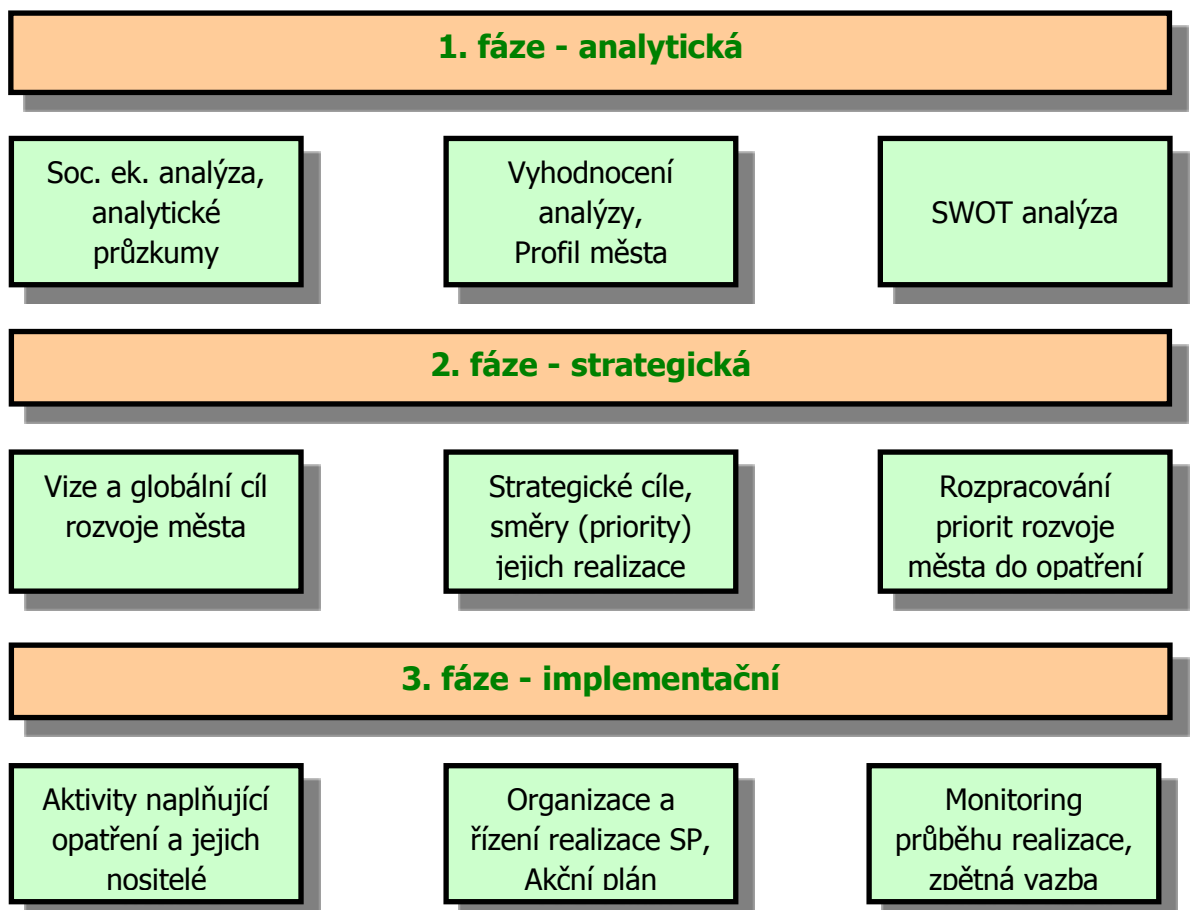 1. fáze - analytická
Soc. ek. analýza,
analytické
průzkumy
Vyhodnocení
analýzy,
Profil města
SWOT analýza
2. fáze - strategická
Vize a globální cíl
rozvoje města
Strategické cíle,
směry (priority)
jejich realizace
Rozpracování
priorit rozvoje
města do opatření
3. fáze - implementační
Aktivity naplňující
opatření a jejich
nositelé
Organizace a
řízení realizace SP,
Akční plán
Monitoring
průběhu realizace,
zpětná vazba